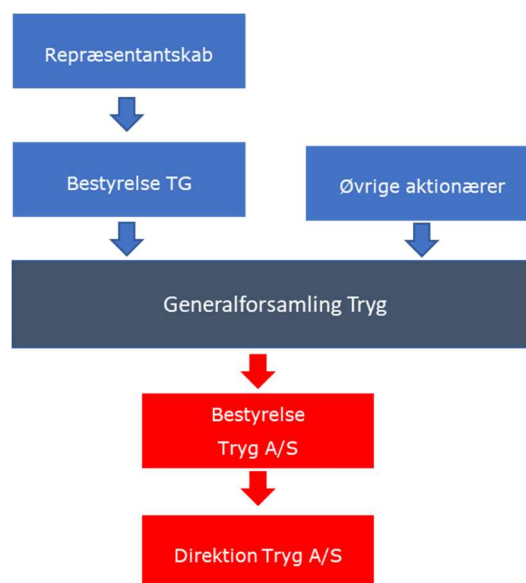 Repræsentantskab
Bestyrelse TG
Øvrige aktionærer
Generalforsamling Tryg
Bestyrelse
Tryg A/S
Direktion Tryg A/S